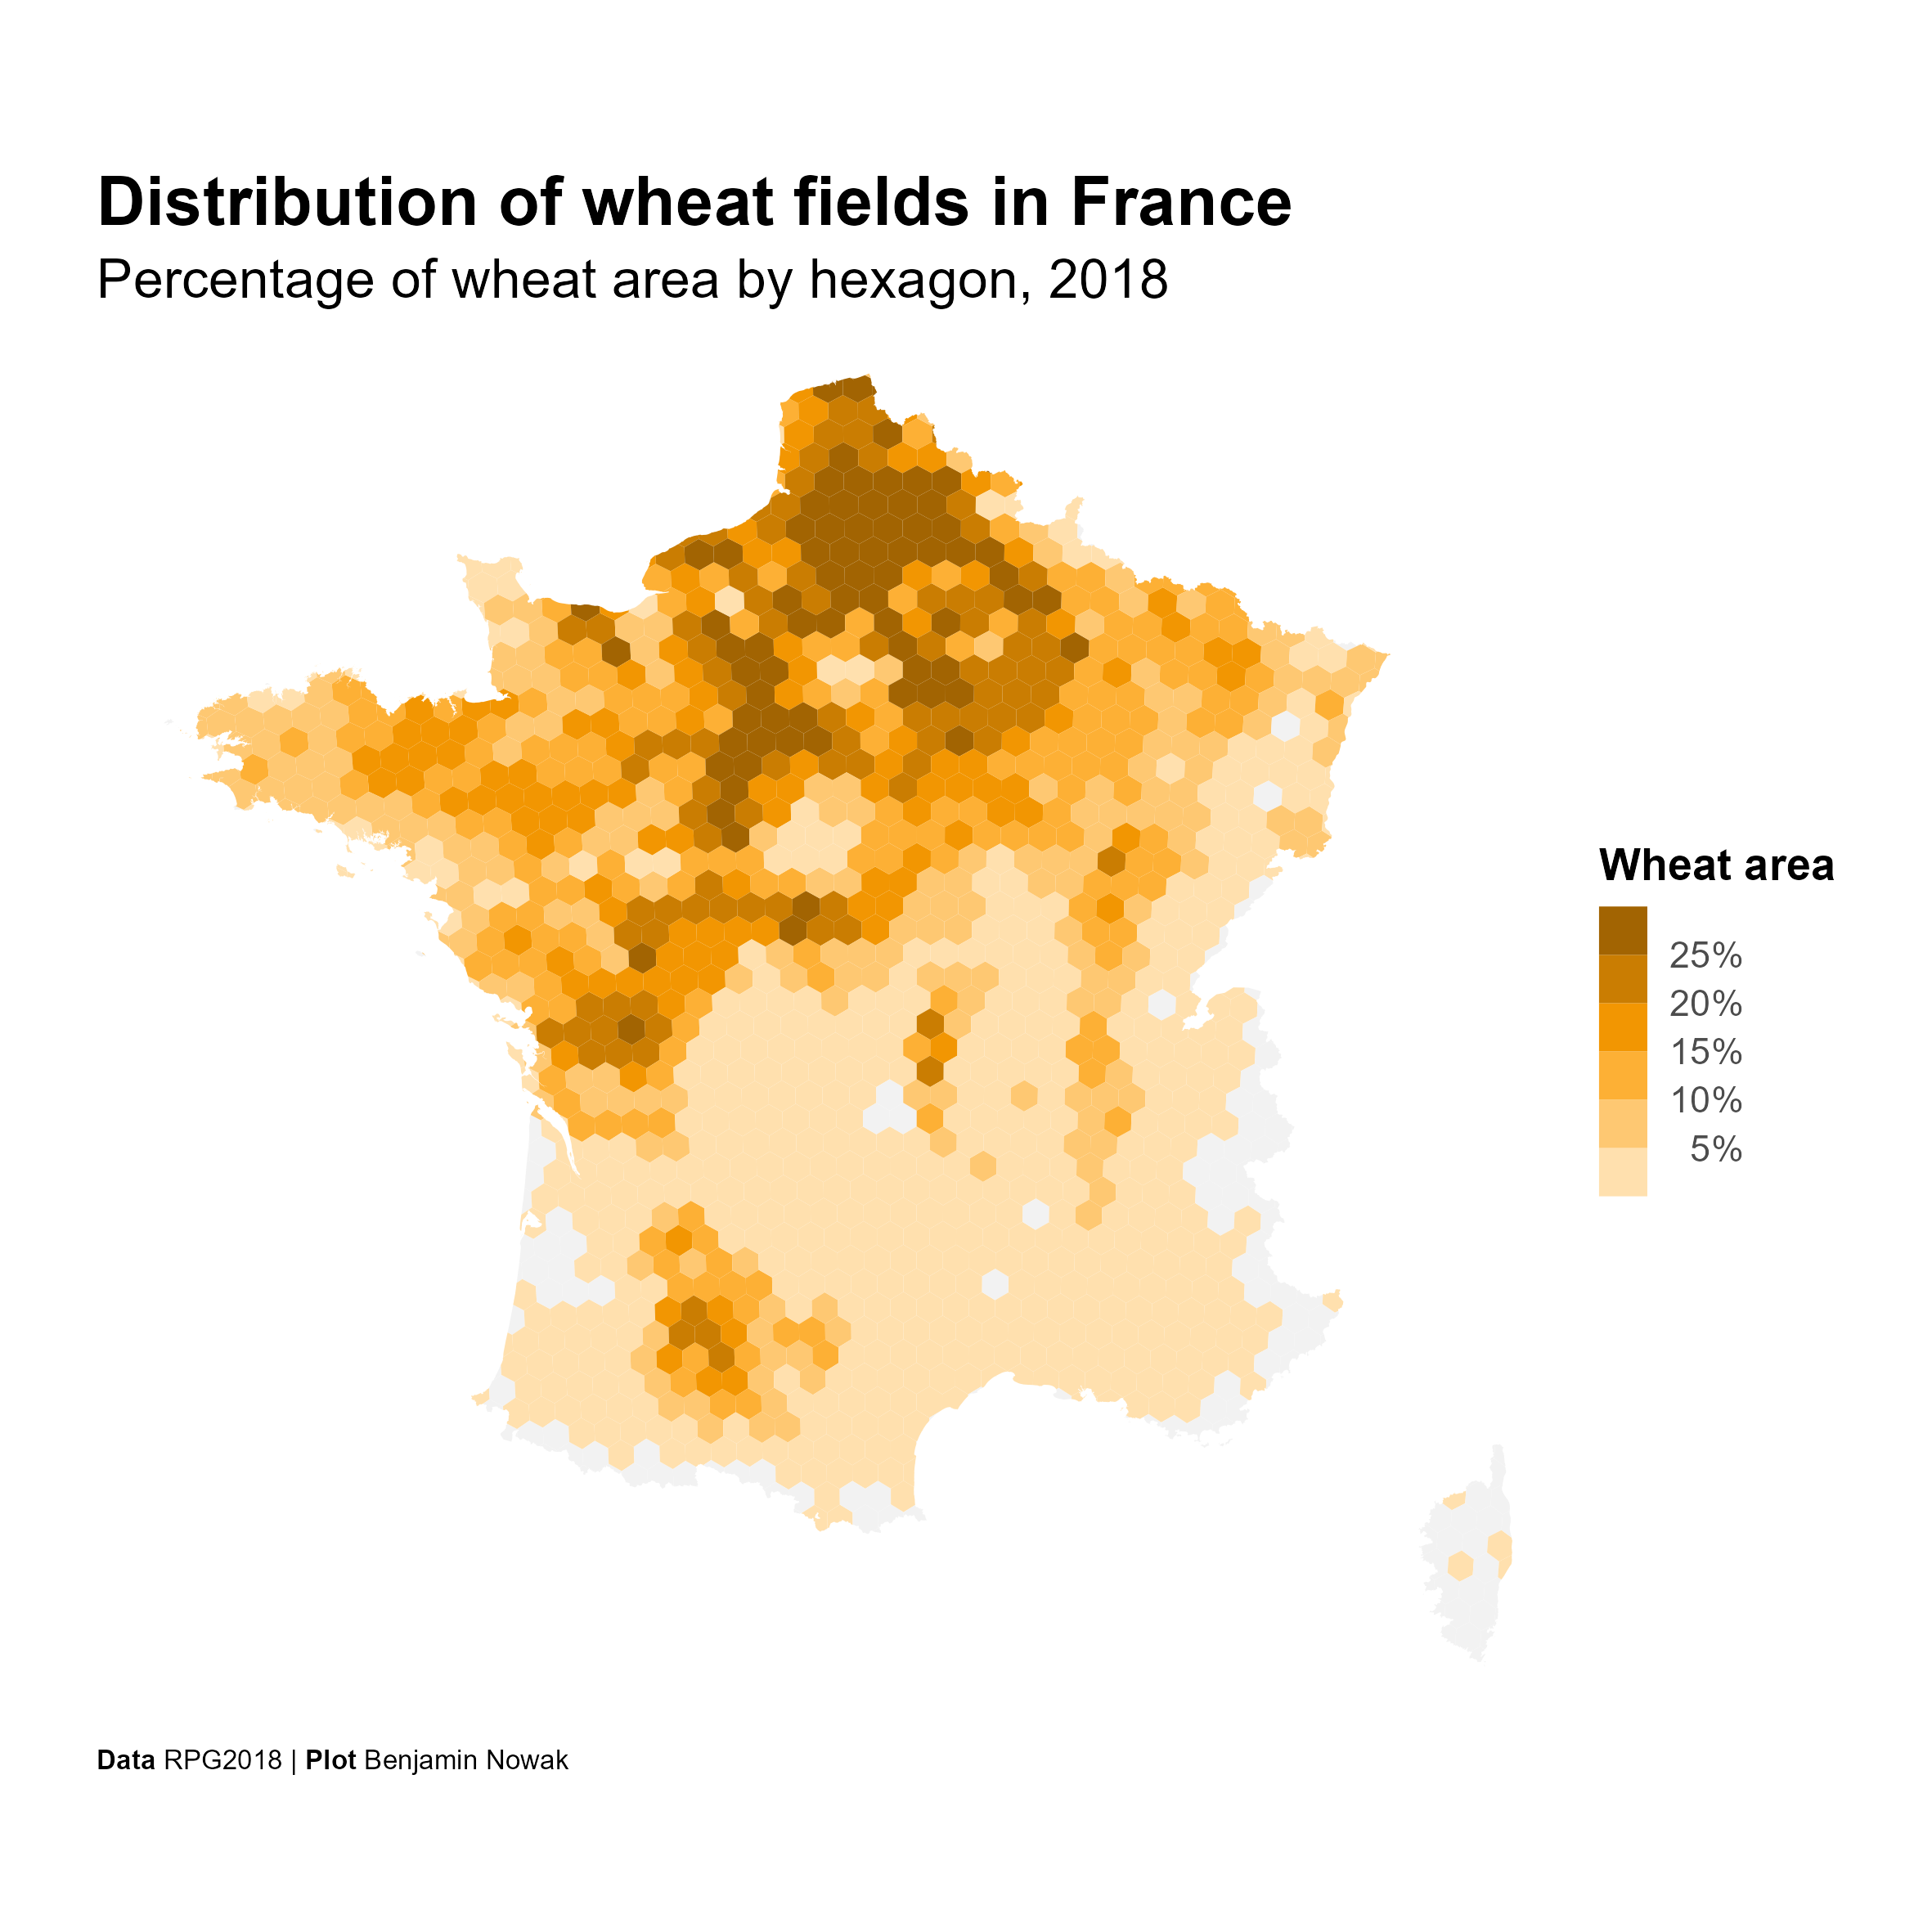 Distribution of wheat fields in France
Percentage of wheat area by hexagon, 2018
Wheat area
25%
20%
15%
10%
5%
Data RPG2018 | Plot Benjamin Nowak